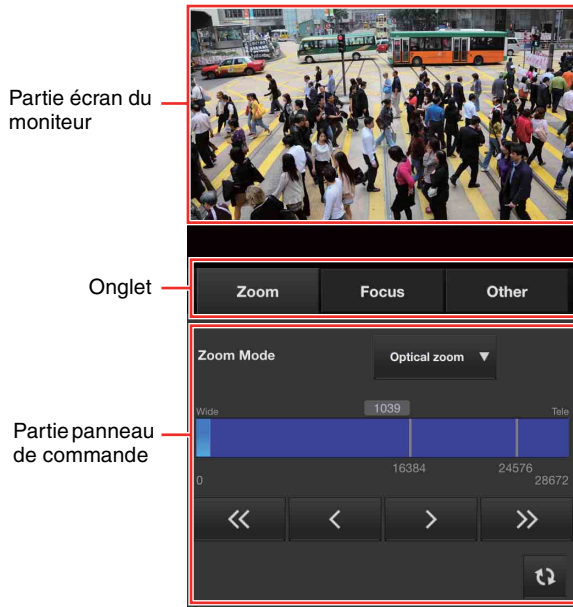 Partie écran du
moniteur
Onglet
Zoom
Focus
Other
Zoom Mode
Optical zoom ▼
Wide
1039
Tele
16384
24576
0
28672
Partie panneau
de commande